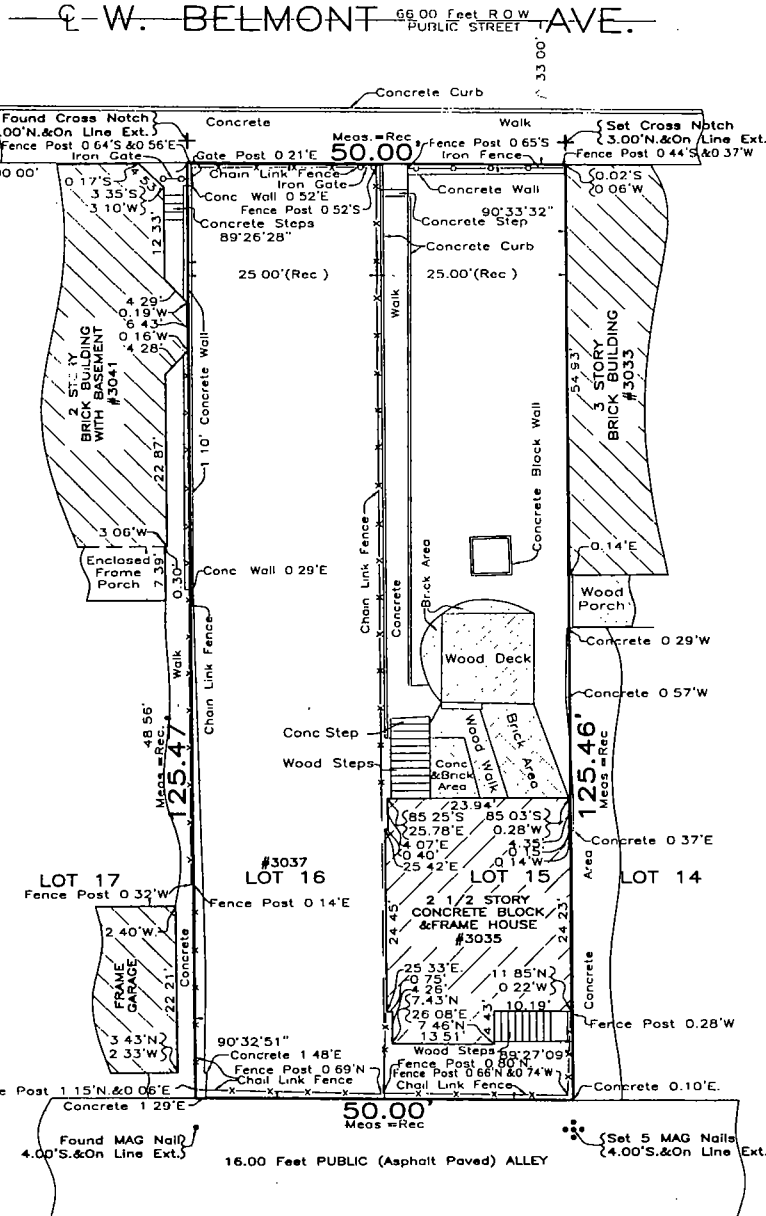 ℄ W. BELMONT AVE.
66.00 Feet R O W
PUBLIC STREET
33 00'
Concrete Curb
Found Cross Notch
.00'N.&On Line Ext.
Fence Post 0 64'S &0 56'E
Iron Gate
Concrete
Walk
Meas.=Rec
50.00'
Gate Post 0.21'E
Chain Link Fence
Iron Gate
Fence Post 0.52'S
Fence Post 0 65'S
Iron Fence
Set Cross Notch
3.00'N.&On Line Ext.
Fence Post 0 44'S &0 37'W
00 00'
0 17'S
3 35'S
3 10'W
12 33'
Conc Wall 0 52'E
Concrete Steps
89°26'28"
Concrete Wall
90°33'32"
Concrete Step
Concrete Curb
0.02'S
0 06'W
25 00'(Rec )
25.00'(Rec )
Walk
4 29'
0.19'W
6 43'
0 16'W
4 28'
2 STORY
BRICK BUILDING
WITH BASEMENT
#3041
1 10' Concrete Wall
22 87'
3 STORY
BRICK BUILDING
#3033
54 93'
Concrete Block Wall
3 06'W
Enclosed
Frame
Porch
7.39'
0.30'
Conc Wall 0 29'E
Chain Link Fence
Concrete
Brick Area
0.14'E
Wood
Porch
Concrete 0 29'W
Wood Deck
Concrete 0 57'W
Walk
Chain Link Fence
48 56'
125.47'
Meas =Rec.
Conc Step
Wood Steps
Conc
&Brick
Area
Wood Walk
Brick Area
125.46'
Meas =Rec
23.94'
85 25'S
25.78'E
4.07'E
0 40'
25 42'E
85 03'S
0.28'W
4.35'
0 15'
0 14'W
Concrete 0 37'E
Area
#3037
LOT 17
LOT 16
LOT 15
LOT 14
Fence Post 0 32'W
Fence Post 0 14'E
2 1/2 STORY
CONCRETE BLOCK
&FRAME HOUSE
#3035
24 45'
24 23'
2 40'W.
FRAME
GARAGE
22 21'
Concrete
3 43'N
2 33'W
25 33'E.
0 75'
4.26'
7.43'N
26 08'E
7 46'N
13 51'
11 85'N
0 22'W
10.19'
4 43'
Concrete
Fence Post 0.28'W
90°32'51"
Concrete 1 48'E
Fence Post 0 69'N
Chail Link Fence
Wood Steps
89°27'09"
Fence Post 0.80'N
Fence Post 0 66'N &0 74'W
Chail Link Fence
e Post 1 15'N.&0 06'E
Concrete 1 29'E
Concrete 0.10'E.
50.00'
Meas =Rec
Found MAG Nail
4.00'S.&On Line Ext.
Set 5 MAG Nails
4.00'S.&On Line Ext.
16.00 Feet PUBLIC (Asphalt Paved) ALLEY